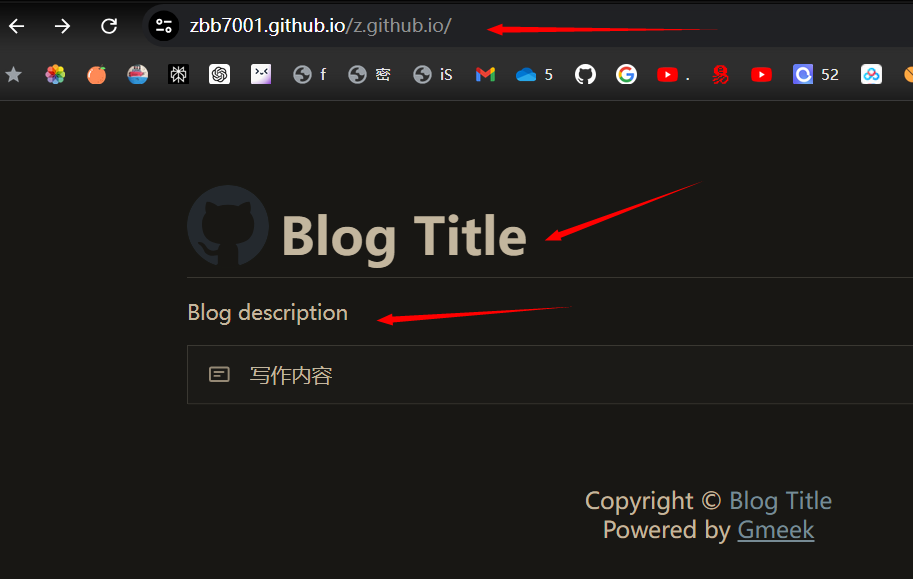 zbb7001.github.io/z.github.io/
f 密 iS 5 . 52
Blog Title
Blog description
写作内容
Copyright © Blog Title
Powered by Gmeek